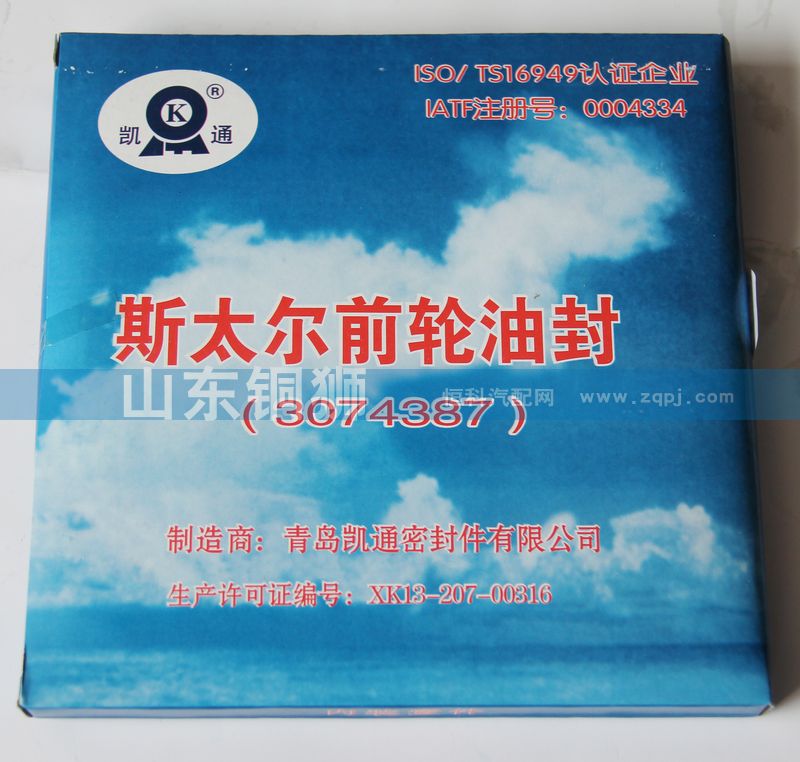 ISO/ TS16949认证企业
IATF注册号：0004334
凯 K 通 ®
斯太尔前轮油封
山东铜狮
（3074387）
恒科汽配网 www.zqpj.com
制造商：青岛凯通密封件有限公司
生产许可证编号：XK13-207-00316